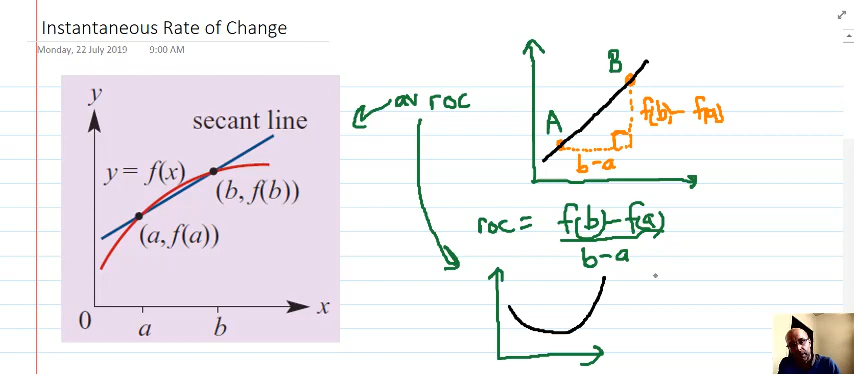 Instantaneous Rate of Change
Monday, 22 July 2019 9:00 AM
y
secant line
y = f(x)
(b, f(b))
(a, f(a))
0
a
b
x
av roc
A
B
f(b) - f(a)
b-a
roc = f(b) - f(a)
b-a